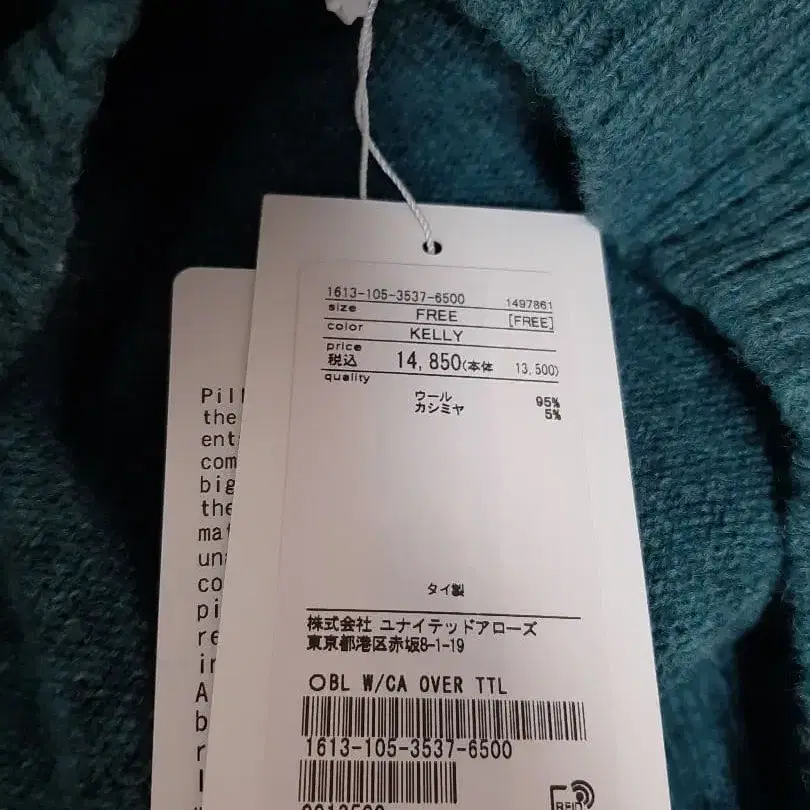 1613-105-3537-6500 1497861
size FREE [FREE]
color KELLY
price
税込 14,850(本体 13,500)
quality
ウール 95%
カシミヤ 5%
タイ製
株式会社 ユナイテッドアローズ
東京都港区赤坂8-1-19
○BL W/CA OVER TTL
1613-105-3537-6500
RFID
Pil
the
ent
com
big
the
mat
una
co
pi
re
in
A
b
r